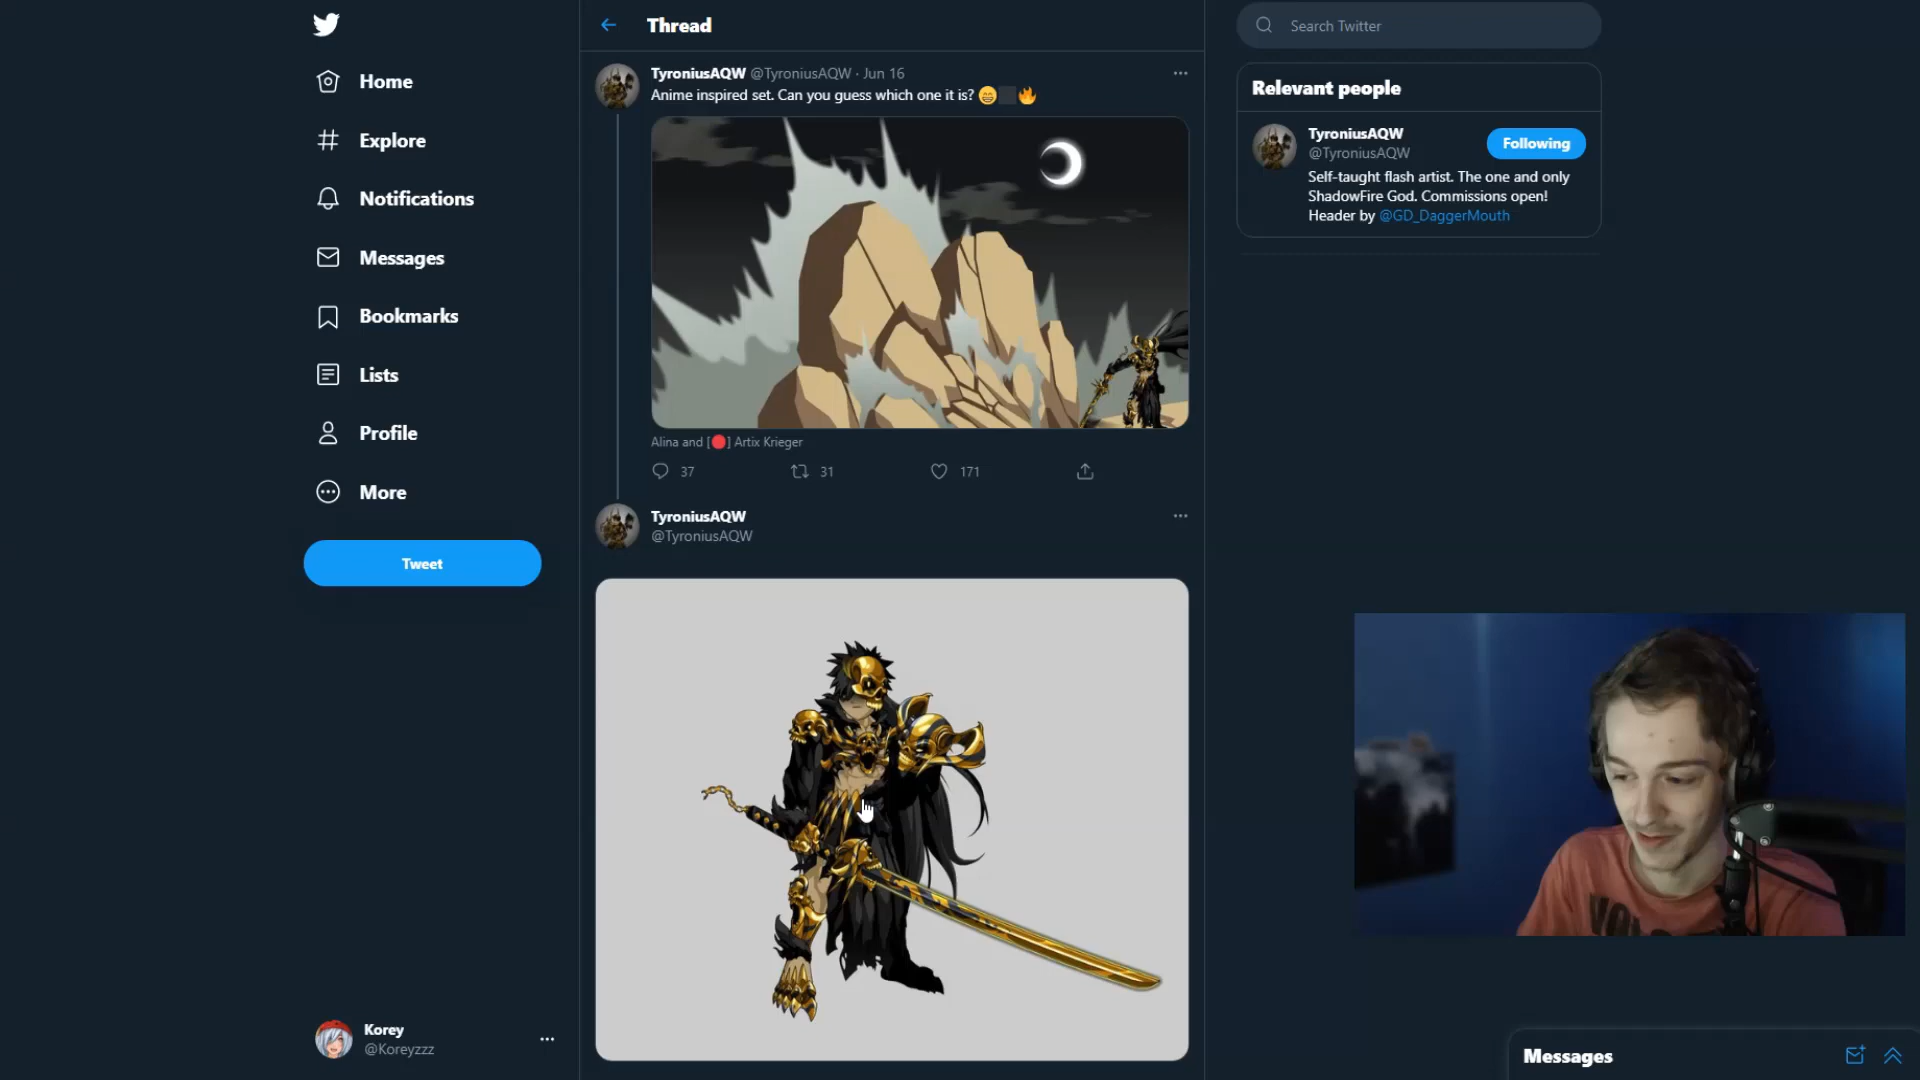 Home
Explore
Notifications
Messages
Bookmarks
Lists
Profile
More
Tweet
Korey
@Koreyzzz
Thread
TyroniusAQW @TyroniusAQW · Jun 16
Anime inspired set. Can you guess which one it is? 😄⬛🔥
Alina and [🔴] Artix Krieger
37
31
171
TyroniusAQW
@TyroniusAQW
Search Twitter
Relevant people
TyroniusAQW
@TyroniusAQW
Following
Self-taught flash artist. The one and only
ShadowFire God. Commissions open!
Header by @GD_DaggerMouth
Messages